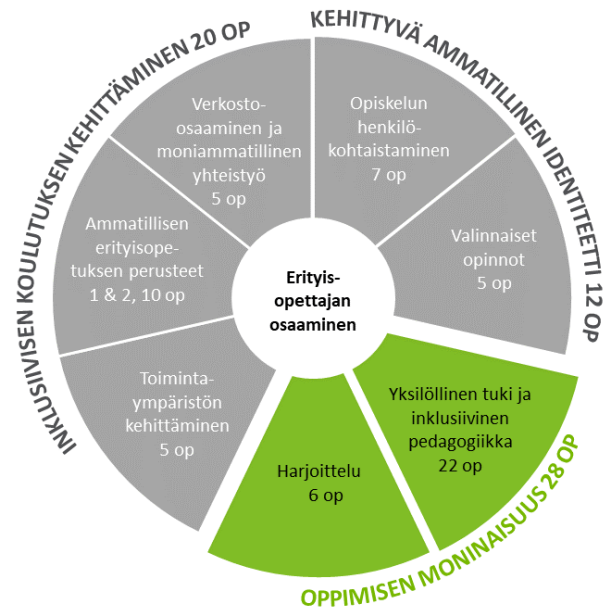 INKLUSIIVISEN KOULUTUKSEN KEHITTÄMINEN 20 OP
KEHITTYVÄ AMMATILLINEN IDENTITEETTI 12 OP
Verkosto-
osaaminen ja
moniammatillinen
yhteistyö
5 op
Opiskelun
henkilö-
kohtaistaminen
7 op
Ammatillisen
erityisope-
tuksen perusteet
1 & 2, 10 op
Valinnaiset
opinnot
5 op
Erityis-
opettajan
osaaminen
Toiminta-
ympäristön
kehittäminen
5 op
Yksilöllinen tuki ja
inklusiivinen
pedagogiikka
22 op
Harjoittelu
6 op
OPPIMISEN MONINAISUUS 28 OP